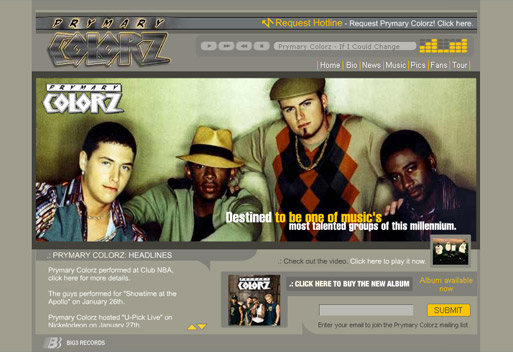 PRYMARY
COLORZ
Request Hotline - Request Prymary Colorz! Click here.
Prymary Colorz - If I Could Change
| Home | Bio | News | Music | Pics | Fans | Tour |
PRYMARY
COLORZ
Destined to be one of music's
most talented groups of this millennium.
.: PRYMARY COLORZ: HEADLINES
.: Check out the video. Click here to play it now.
Prymary Colorz performed at Club NBA,
click here for more details.
The guys performed for "Showtime at the
Apollo" on January 26th.
Prymary Colorz hosted "U-Pick Live" on
Nickelodeon on January 27th.
COLORZ
.: CLICK HERE TO BUY THE NEW ALBUM
Album available
now
SUBMIT
Enter your email to join the Prymary Colorz mailing list.
B3 BIG3 RECORDS